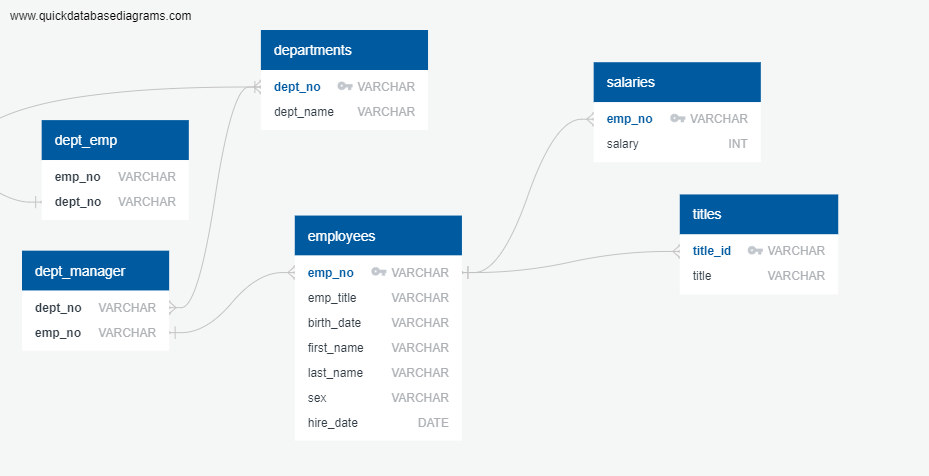 www.quickdatabasediagrams.com
departments
dept_no VARCHAR
dept_name VARCHAR
salaries
emp_no VARCHAR
salary INT
dept_emp
emp_no VARCHAR
dept_no VARCHAR
titles
title_id VARCHAR
title VARCHAR
employees
emp_no VARCHAR
emp_title VARCHAR
birth_date VARCHAR
first_name VARCHAR
last_name VARCHAR
sex VARCHAR
hire_date DATE
dept_manager
dept_no VARCHAR
emp_no VARCHAR